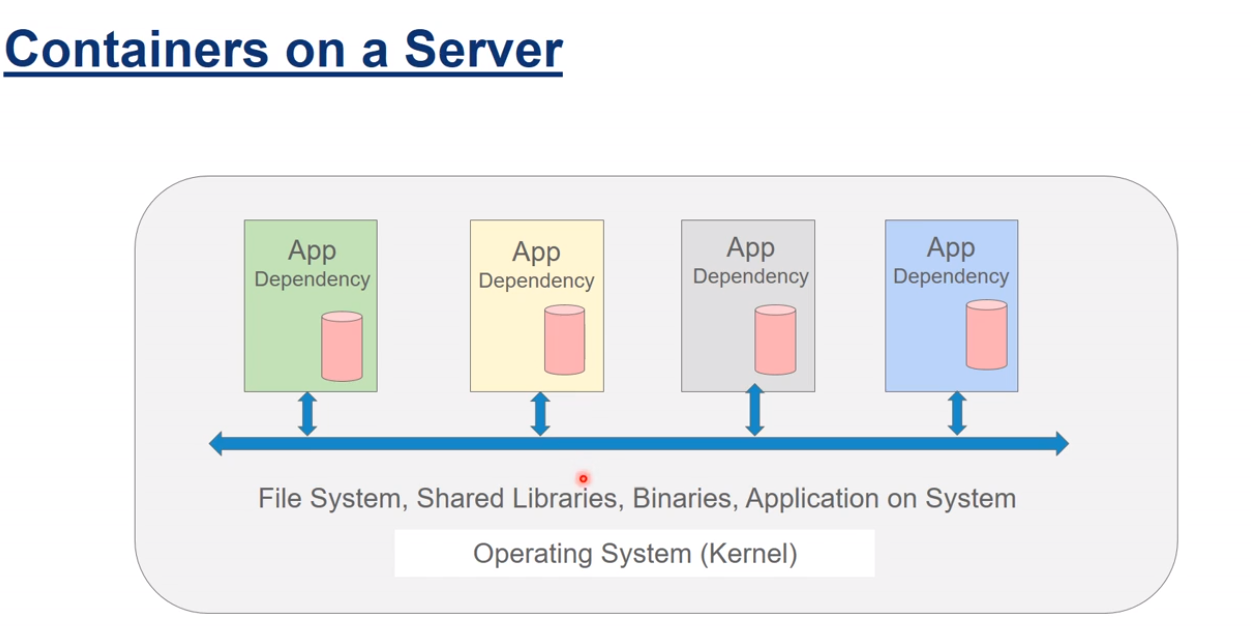 Containers on a Server
App
Dependency
App
Dependency
App
Dependency
App
Dependency
File System, Shared Libraries, Binaries, Application on System
Operating System (Kernel)